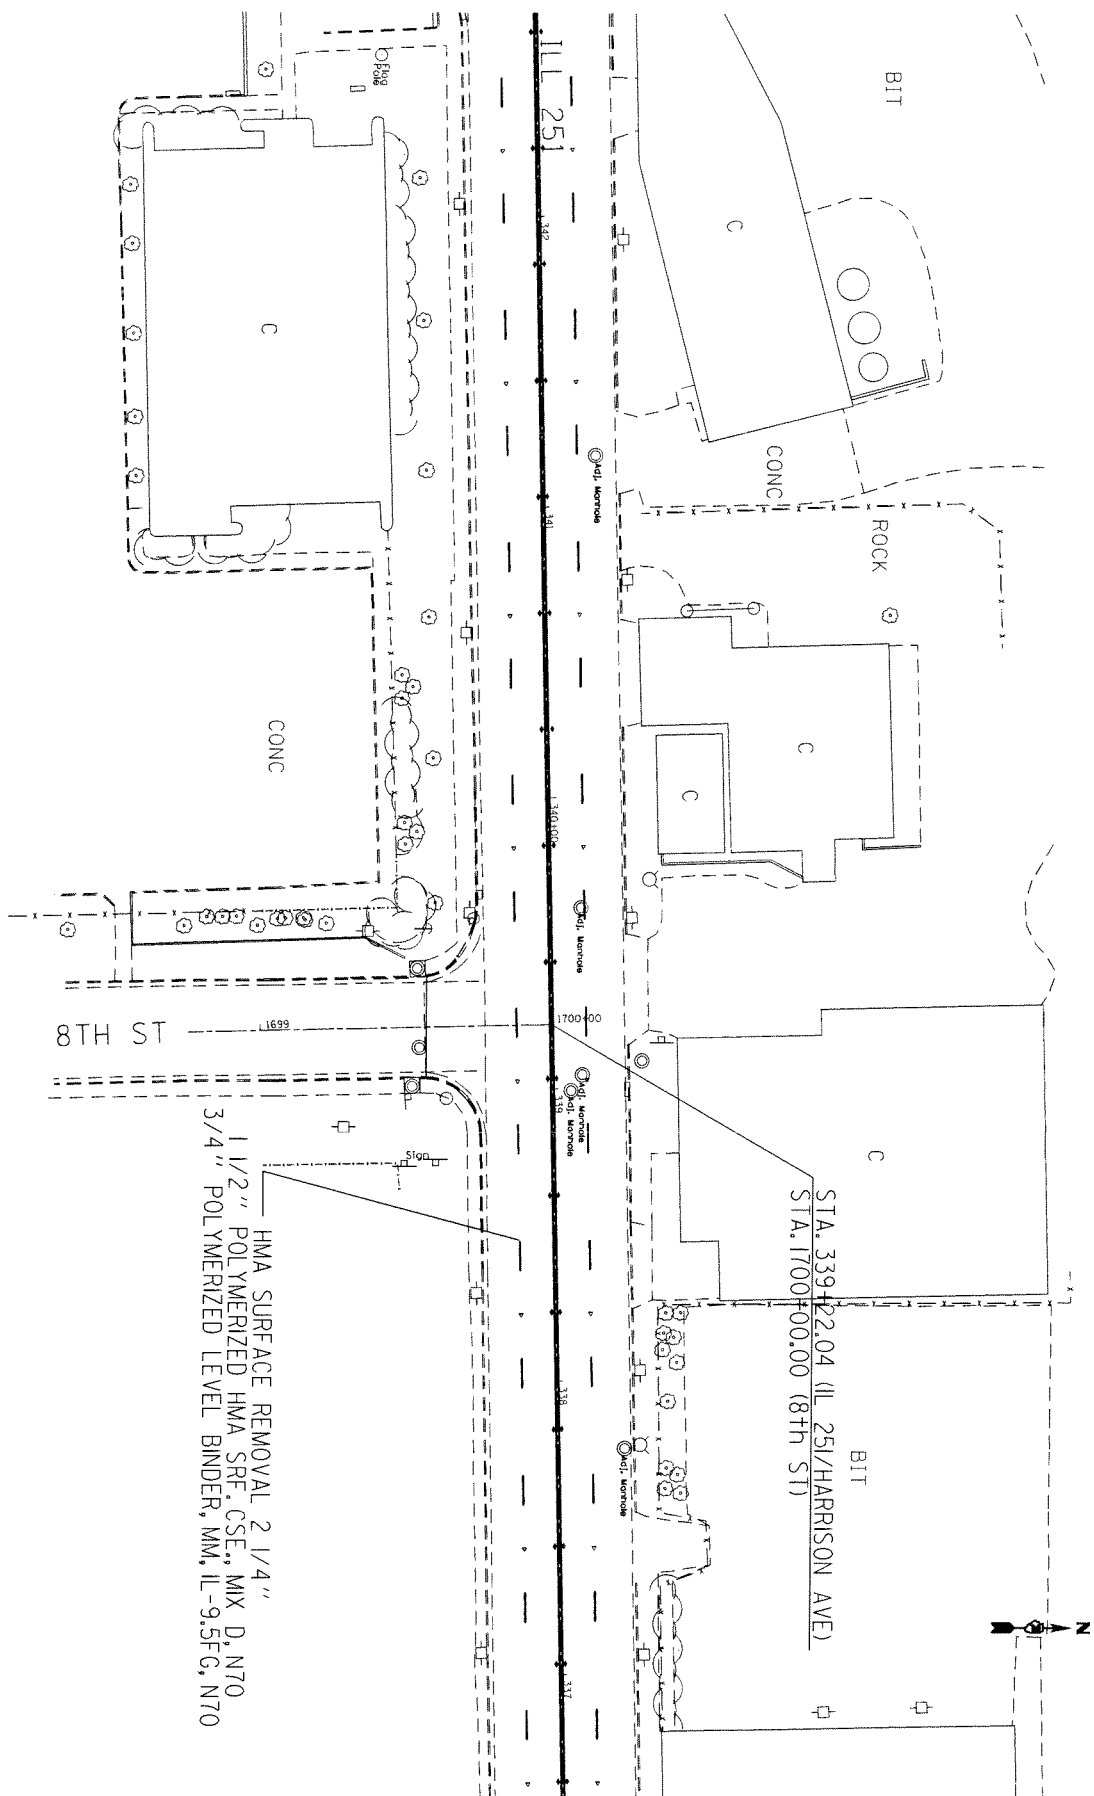 ILL 251
BIT
Flag
Pole
C
C
342
CONC
Adj. Manhole
341
ROCK
C
C
CONC
340+00
Adj. Manhole
8TH ST
1699
1700+00
Adj. Manhole
Adj. Manhole
339
C
Sign
STA. 339+22.04 (IL 251/HARRISON AVE)
STA. 1700+00.00 (8th ST)
HMA SURFACE REMOVAL 2 1/4"
1 1/2" POLYMERIZED HMA SRF. CSE., MIX D, N70
3/4" POLYMERIZED LEVEL BINDER, MM, IL-9.5FG, N70
338
BIT
Adj. Manhole
337
N